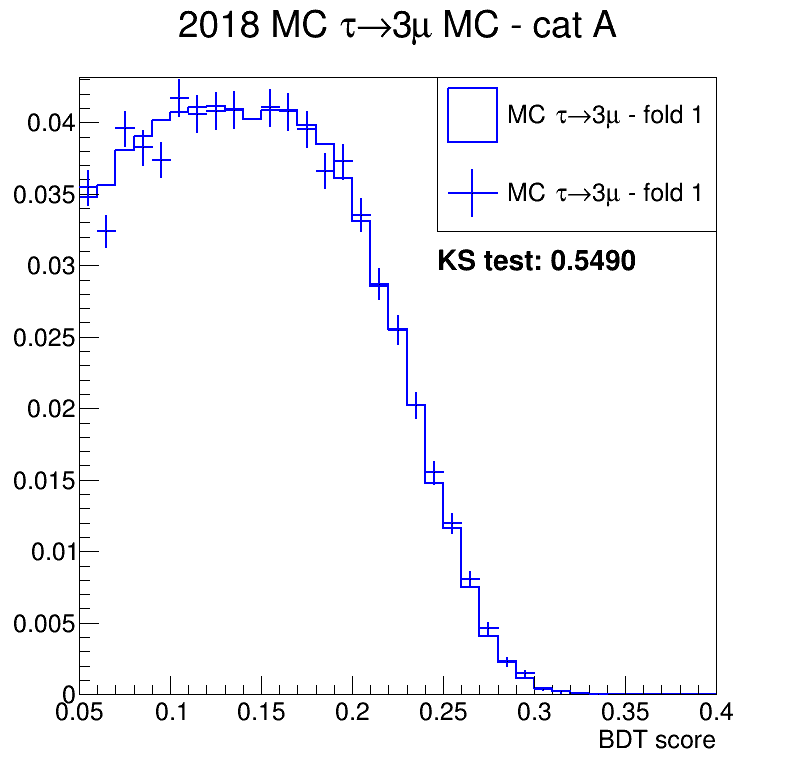 2018 MC τ→3μ MC - cat A
MC τ→3μ - fold 1
MC τ→3μ - fold 1
KS test: 0.5490
0.04
0.035
0.03
0.025
0.02
0.015
0.01
0.005
0
0.05 0.1 0.15 0.2 0.25 0.3 0.35 0.4
BDT score